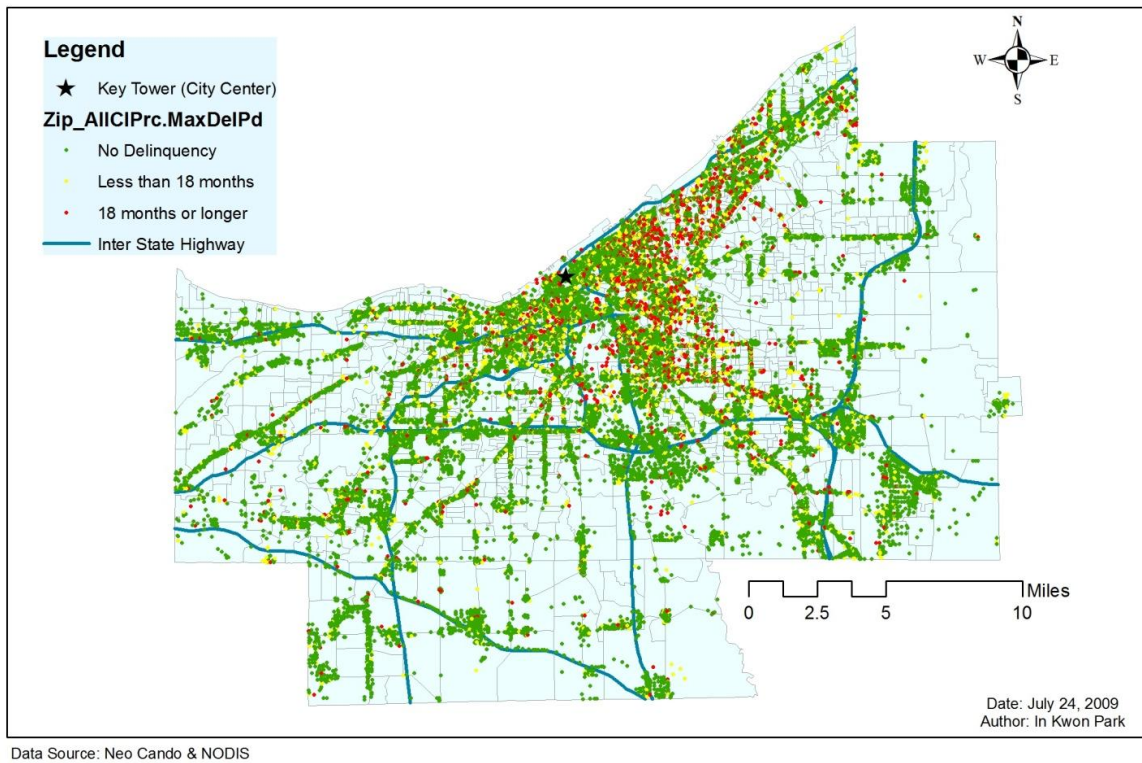 Legend
Key Tower (City Center)
Zip_AllClPrc.MaxDelPd
No Delinquency
Less than 18 months
18 months or longer
Inter State Highway
N
W E
S
Miles
0 2.5 5 10
Date: July 24, 2009
Author: In Kwon Park
Data Source: Neo Cando & NODIS